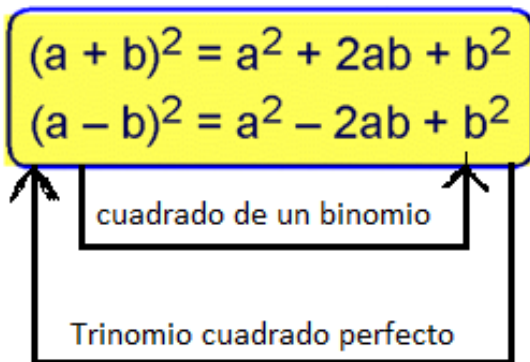 (a + b)² = a² + 2ab + b²
(a – b)² = a² – 2ab + b²
cuadrado de un binomio
Trinomio cuadrado perfecto